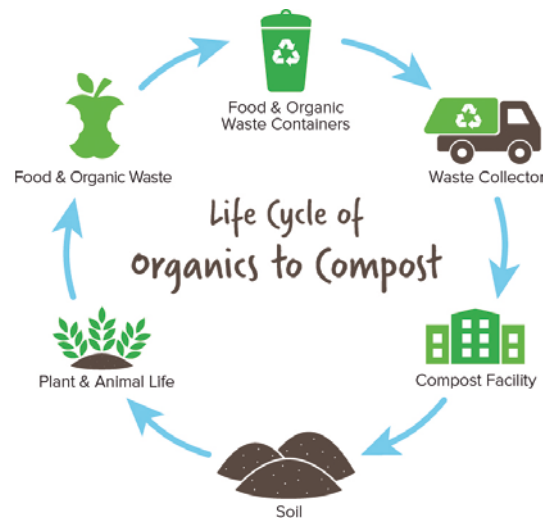 Food & Organic
Waste Containers
Food & Organic Waste
Waste Collector
Life Cycle of
Organics to Compost
Plant & Animal Life
Compost Facility
Soil